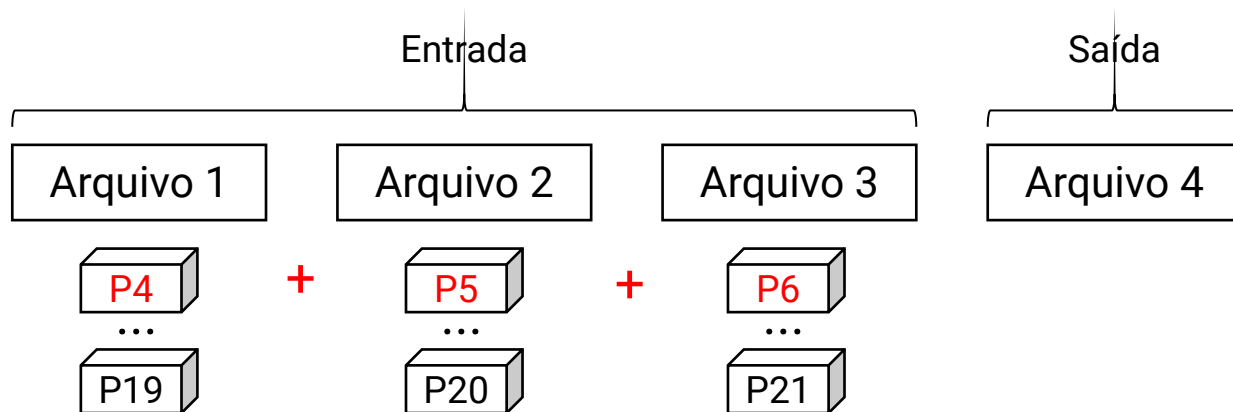 Entrada Saída
Arquivo 1 Arquivo 2 Arquivo 3 Arquivo 4
P4 + P5 + P6
... ... ...
P19 P20 P21